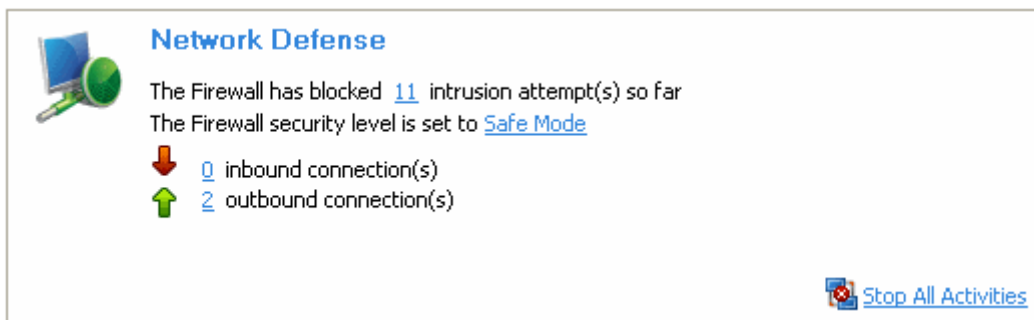 Network Defense
The Firewall has blocked 11 intrusion attempt(s) so far
The Firewall security level is set to Safe Mode
0 inbound connection(s)
2 outbound connection(s)
Stop All Activities